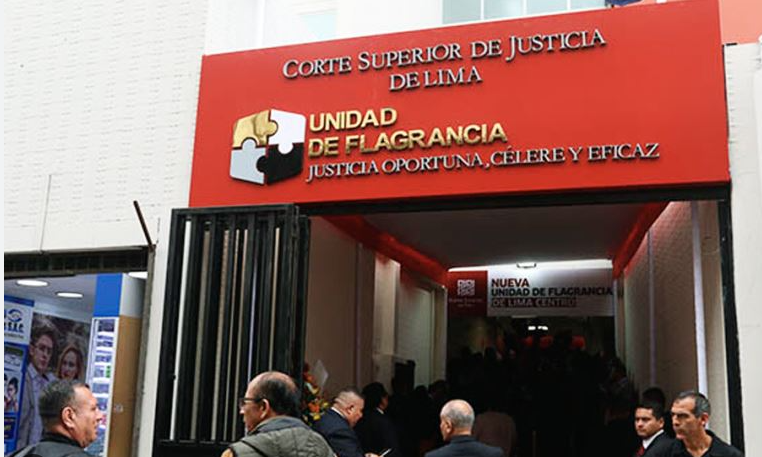 CORTE SUPERIOR DE JUSTICIA
DE LIMA
UNIDAD
DE FLAGRANCIA
JUSTICIA OPORTUNA, CÉLERE Y EFICAZ
NUEVA
UNIDAD DE FLAGRANCIA
DE LIMA CENTRO